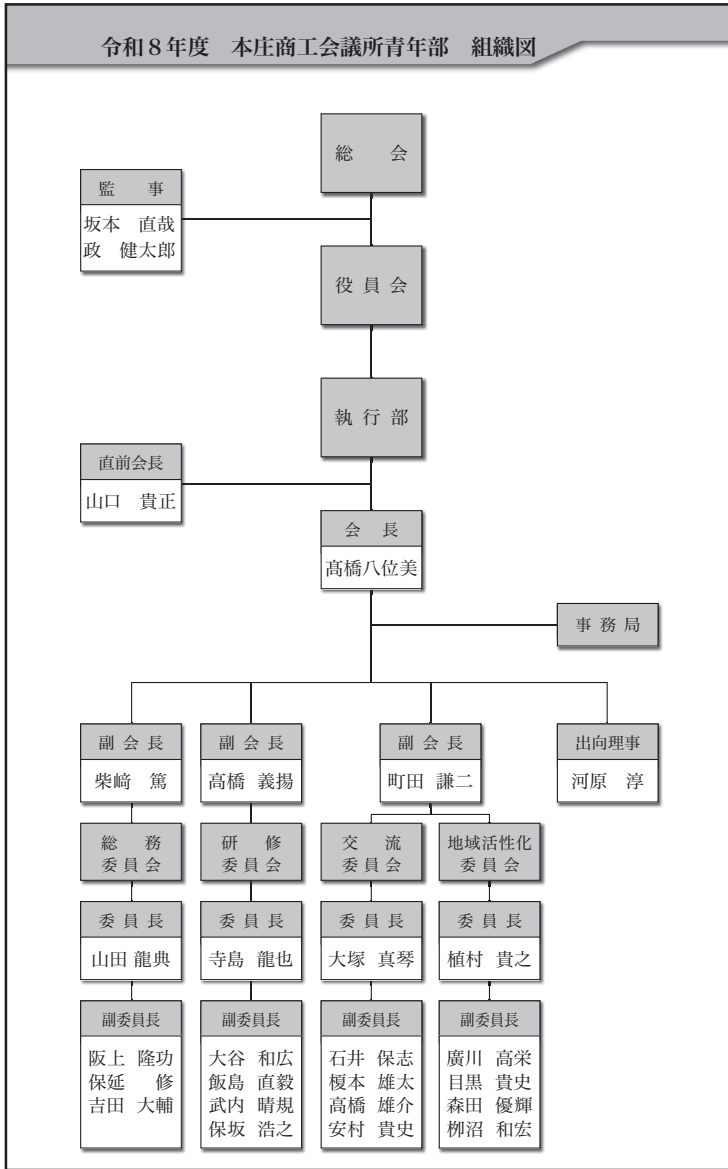 令和８年度　本庄商工会議所青年部　組織図
総　会
監　事
坂本　直哉
政　健太郎
役員会
執行部
直前会長
山口　貴正
会　長
髙橋八位美
事務局
副会長
柴﨑 篤
副会長
高橋 義揚
副会長
町田 謙二
出向理事
河原　淳
総　務
委員会
研　修
委員会
交　流
委員会
地域活性化
委員会
委員長
山田 龍典
委員長
寺島 龍也
委員長
大塚 真琴
委員長
植村 貴之
副委員長
阪上 隆功
保延　修
吉田 大輔
副委員長
大谷 和広
飯島 直毅
武内 晴規
保坂 浩之
副委員長
石井 保志
榎本 雄太
高橋 雄介
安村 貴史
副委員長
廣川 高栄
目黒 貴史
森田 優輝
栁沼 和宏